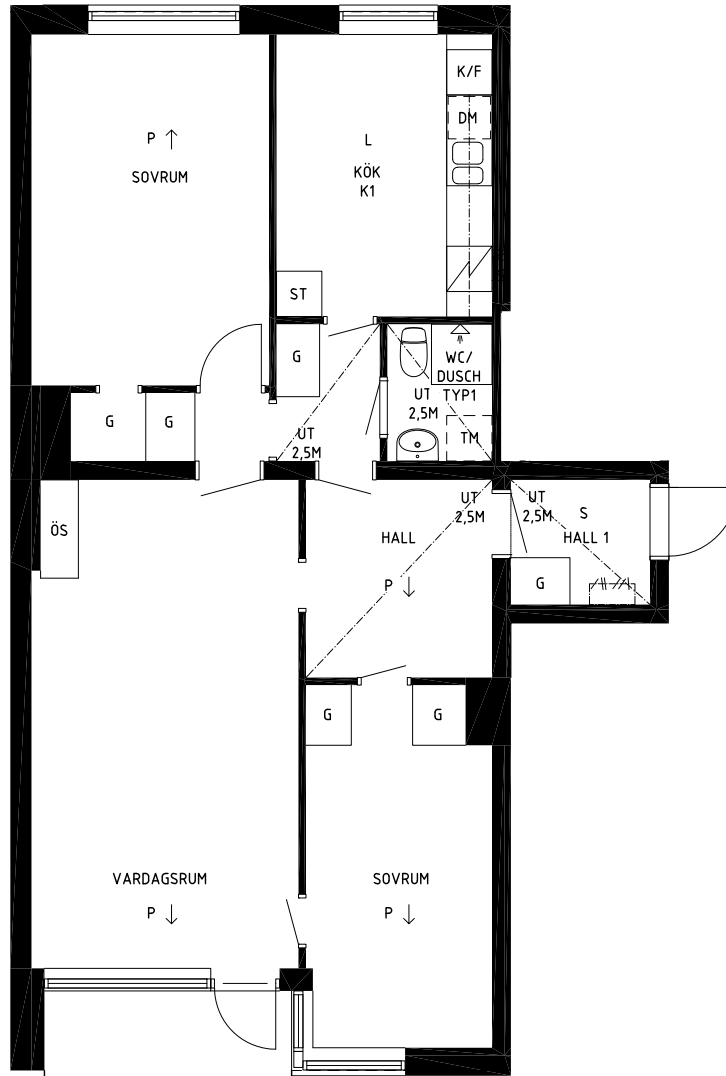 K/F
DM
P
SOVRUM
L
KÖK
K1
ST
G
WC/
DUSCH
TYP1
UT
2,5M
TM
G
G
UT
2,5M
ÖS
UT
2,5M
HALL
P
UT
2,5M
S
HALL 1
G
G
G
VARDAGSRUM
P
SOVRUM
P